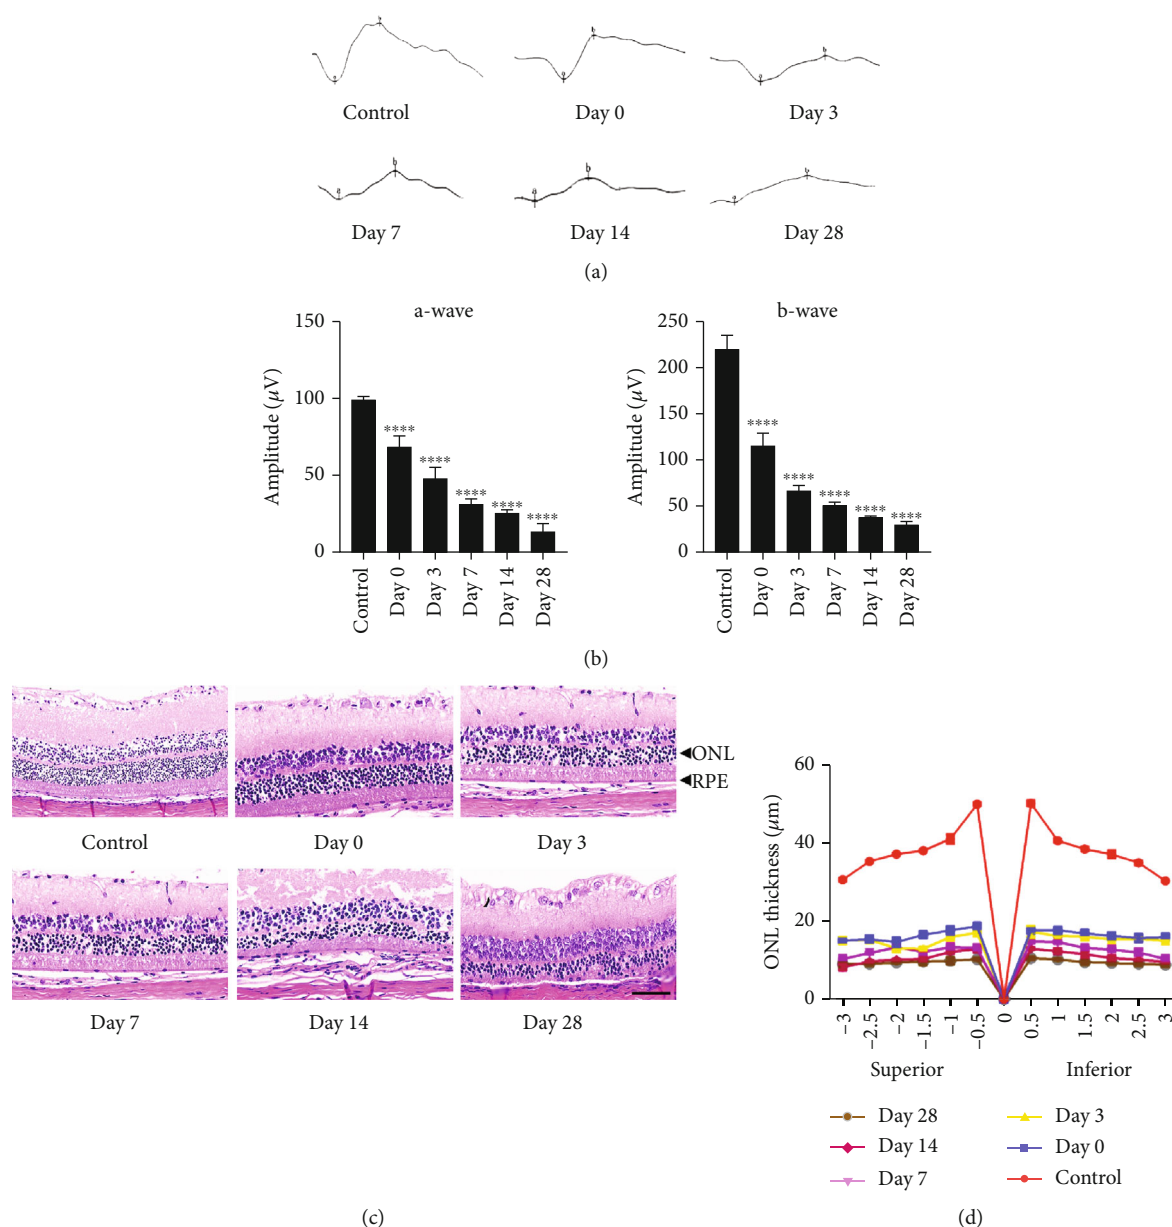 b b b
a a a
Control Day 0 Day 3
b b b
a a a
Day 7 Day 14 Day 28
(a)
a-wave
150
100
50
0
Amplitude (μV)
****
****
****
****
****
Control Day 0 Day 3 Day 7 Day 14 Day 28
b-wave
250
200
150
100
50
0
Amplitude (μV)
****
****
****
****
****
Control Day 0 Day 3 Day 7 Day 14 Day 28
(b)
ONL
RPE
Control Day 0 Day 3
Day 7 Day 14 Day 28
(c)
60
40
20
0
ONL thickness (μm)
−3 −2.5 −2 −1.5 −1 −0.5 0 0.5 1 1.5 2 2.5 3
Superior Inferior
Day 28 Day 3
Day 14 Day 0
Day 7 Control
(d)